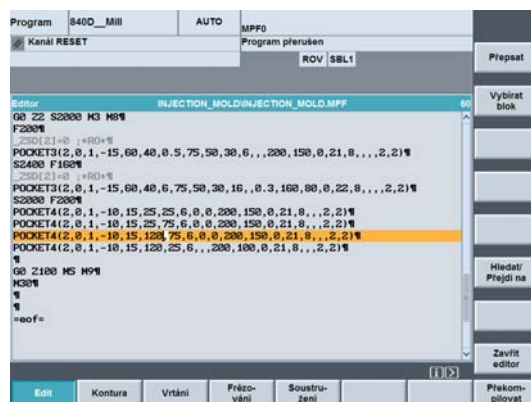 Program 840D__Mill AUTO MPF0
Kanál RESET Program přerušen
ROV SBL1
Přepsat
Editor INJECTION_MOLD\INJECTION_MOLD.MPF 60
Vybírat blok
G0 Z2 S2000 M3 M8¶
F200¶
_ZSD[2]=0 ;*RO*¶
POCKET3(2,0,1,-15,60,40,0.5,75,50,30,6,,,200,150,0,21,8,,,,2,2)¶
S2400 F160¶
_ZSD[2]=0 ;*RO*¶
POCKET3(2,0,1,-15,60,40,6,75,50,30,16,,0.3,160,80,0,22,8,,,,2,2)¶
S2000 F200¶
POCKET4(2,0,1,-10,15,25,25,6,0,0,200,150,0,21,8,,,2,2)¶
POCKET4(2,0,1,-10,15,25,75,6,0,0,200,150,0,21,8,,,2,2)¶
POCKET4(2,0,1,-10,15,120,75,6,0,0,200,150,0,21,8,,,2,2)¶
POCKET4(2,0,1,-10,15,120,25,6,,,200,100,0,21,8,,,2,2)¶
¶
G0 Z100 M5 M9¶
M30¶
¶
¶
=eof=
Hledat/
Přejdi na
Zavřít
editor
Edit Kontura Vrtání Frézo-
vání Soustru-
žení Překom-
pilovat